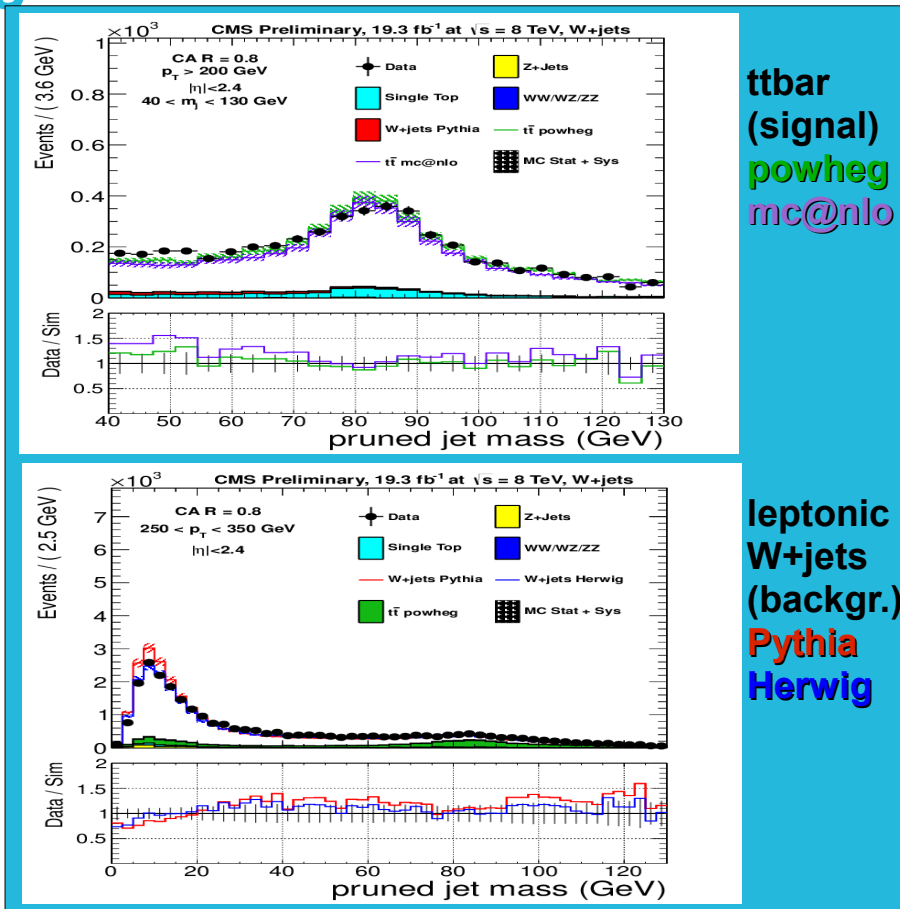 CMS Preliminary, 19.3 fb⁻¹ at √s = 8 TeV, W+jets
×10³
CA R = 0.8
p_T > 200 GeV
|η|<2.4
40 < m_j < 130 GeV
Data
Z+Jets
Single Top
WW/WZ/ZZ
W+jets Pythia
tt̄ powheg
tt̄ mc@nlo
MC Stat + Sys
Events / ( 3.6 GeV )
1
0.8
0.6
0.4
0.2
0
Data / Sim
2
1.5
1
0.5
40 50 60 70 80 90 100 110 120 130
pruned jet mass (GeV)
ttbar
(signal)
powheg
mc@nlo
CMS Preliminary, 19.3 fb⁻¹ at √s = 8 TeV, W+jets
×10³
CA R = 0.8
250 < p_T < 350 GeV
|η|<2.4
Data
Z+Jets
Single Top
WW/WZ/ZZ
W+jets Pythia
W+jets Herwig
tt̄ powheg
MC Stat + Sys
Events / ( 2.5 GeV )
7
6
5
4
3
2
1
0
Data / Sim
2
1.5
1
0.5
0 20 40 60 80 100 120
pruned jet mass (GeV)
leptonic
W+jets
(backgr.)
Pythia
Herwig